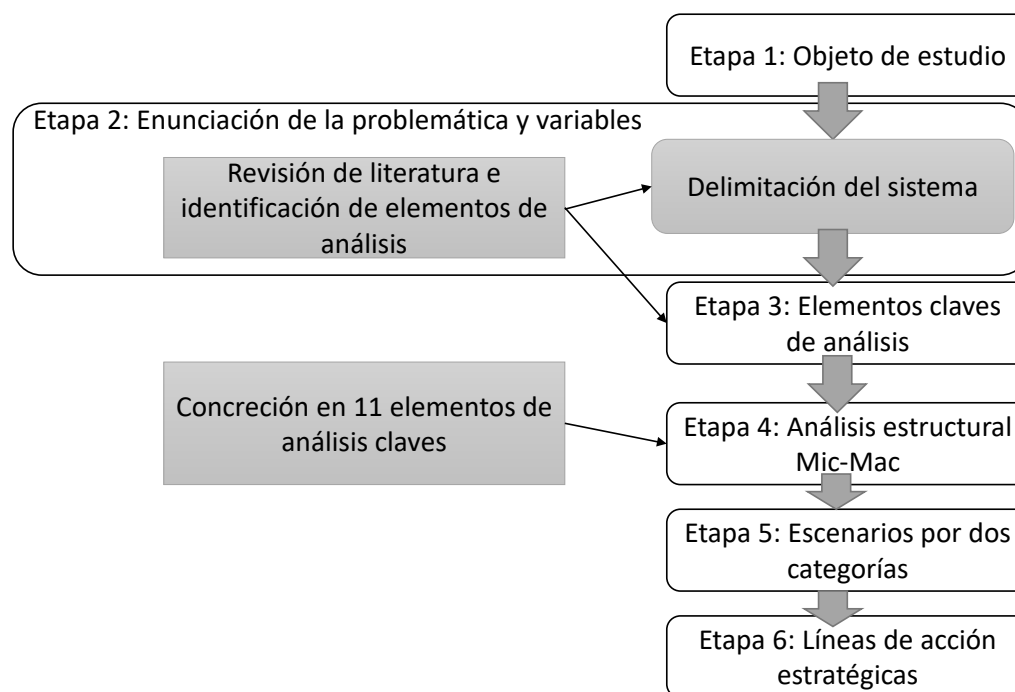 Etapa 1: Objeto de estudio
Etapa 2: Enunciación de la problemática y variables
Revisión de literatura e
identificación de elementos de
análisis
Delimitación del sistema
Etapa 3: Elementos claves
de análisis
Concreción en 11 elementos de
análisis claves
Etapa 4: Análisis estructural
Mic-Mac
Etapa 5: Escenarios por dos
categorías
Etapa 6: Líneas de acción
estratégicas